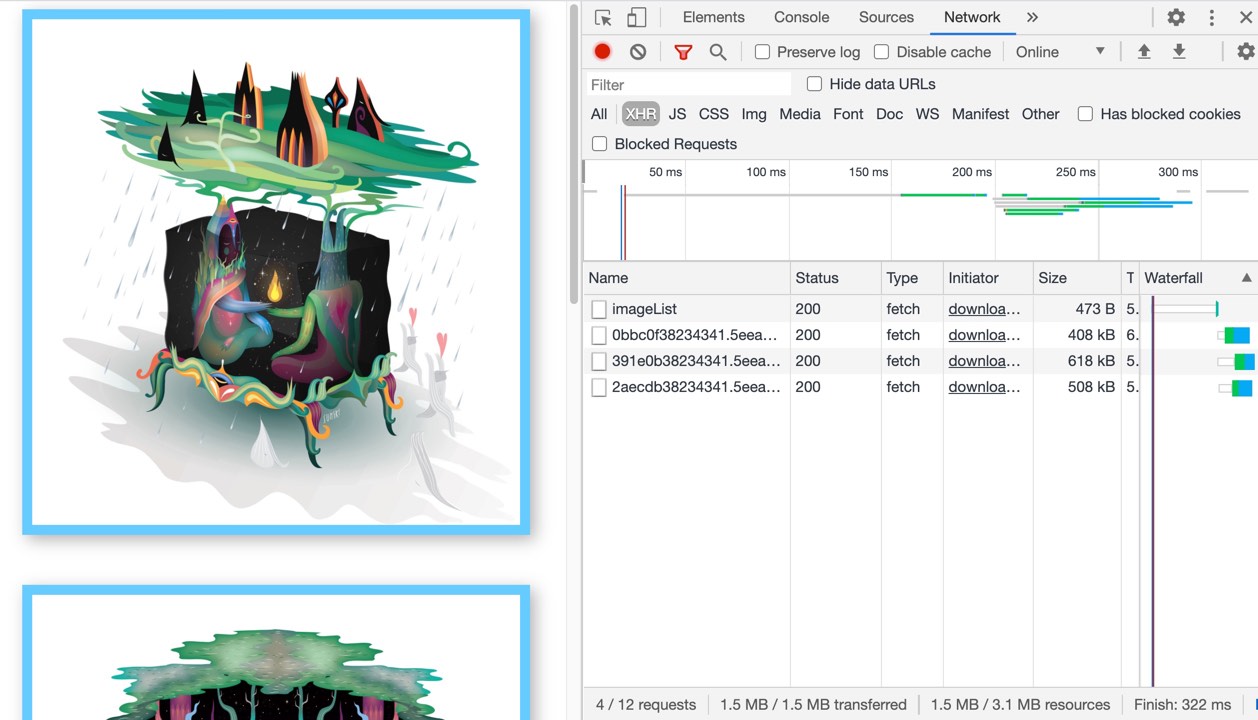 Elements Console Sources Network »
Preserve log Disable cache Online ▼
Filter Hide data URLs
All XHR JS CSS Img Media Font Doc WS Manifest Other Has blocked cookies
Blocked Requests
50 ms 100 ms 150 ms 200 ms 250 ms 300 ms
Name Status Type Initiator Size T Waterfall ▲
imageList 200 fetch downloa… 473 B 5.
0bbc0f38234341.5eea… 200 fetch downloa… 408 kB 6.
391e0b38234341.5eea… 200 fetch downloa… 618 kB 5.
2aecdb38234341.5eea… 200 fetch downloa… 508 kB 5.
4 / 12 requests 1.5 MB / 1.5 MB transferred 1.5 MB / 3.1 MB resources Finish: 322 ms